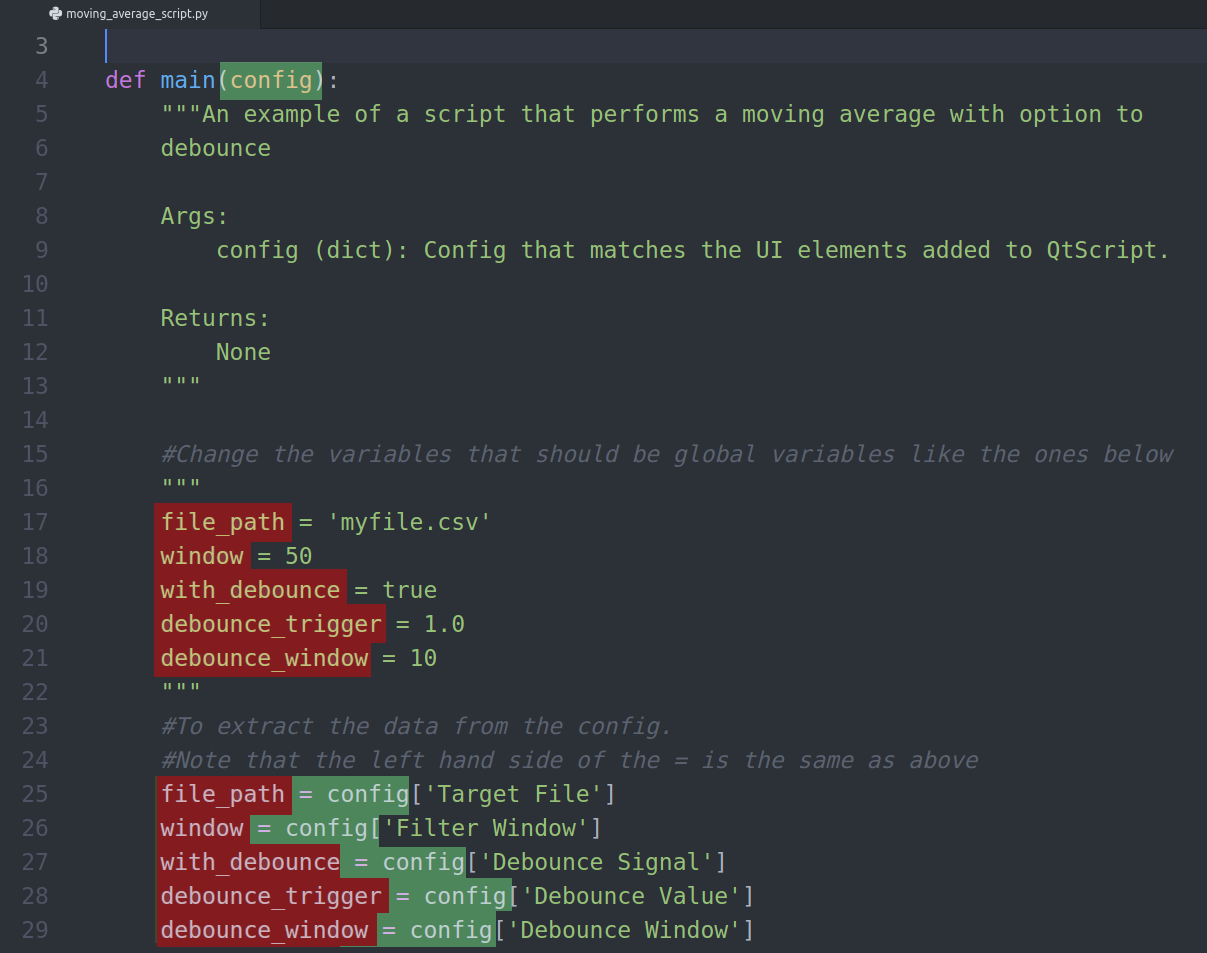 moving_average_script.py
3
4 def main(config):
5 """An example of a script that performs a moving average with option to
6 debounce
7
8 Args:
9 config (dict): Config that matches the UI elements added to QtScript.
10
11 Returns:
12 None
13 """
14
15 #Change the variables that should be global variables like the ones below
16 """
17 file_path = 'myfile.csv'
18 window = 50
19 with_debounce = true
20 debounce_trigger = 1.0
21 debounce_window = 10
22 """
23 #To extract the data from the config.
24 #Note that the left hand side of the = is the same as above
25 file_path = config['Target File']
26 window = config['Filter Window']
27 with_debounce = config['Debounce Signal']
28 debounce_trigger = config['Debounce Value']
29 debounce_window = config['Debounce Window']